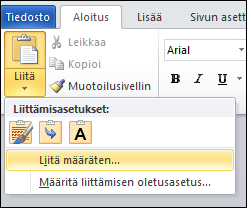 Tiedosto Aloitus Lisää Sivun asett
Liitä
Leikkaa
Kopioi
Muotoilusivellin
Arial
B I U
Liittämisasetukset:
A
Liitä määräten...
Määritä liittämisen oletusasetus...